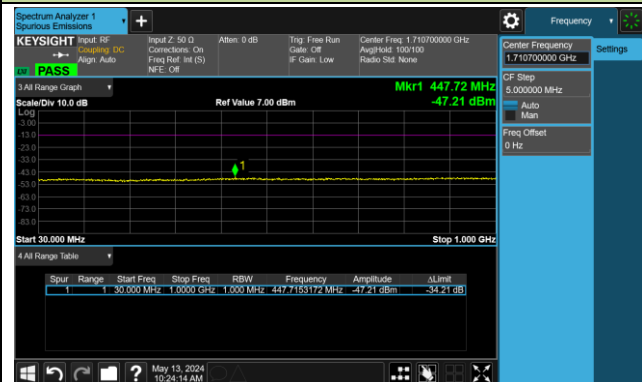 Spectrum Analyzer 1
Spurious Emissions
Frequency
KEYSIGHT Input: RF Input Z: 50 Ω Atten: 0 dB Trig: Free Run Center Freq: 1.710700000 GHz
Coupling: DC Corrections: On Gate: Off Avg|Hold: 100/100
Align: Auto Freq Ref: Int (S) IF Gain: Low Radio Std: None
NFE: Off
PASS
Center Frequency
1.710700000 GHz
Settings
CF Step
5.000000 MHz
Auto
Man
Freq Offset
0 Hz
3 All Range Graph
Mkr1 447.72 MHz
Scale/Div 10.0 dB Ref Value 7.00 dBm -47.21 dBm
Log
-3.00
-13.0
-23.0
-33.0
-43.0
-53.0
-63.0
-73.0
-83.0
1
Start 30.000 MHz Stop 1.000 GHz
4 All Range Table
Spur Range Start Freq Stop Freq RBW Frequency Amplitude ΔLimit
1 1 30.000 MHz 1.0000 GHz 1.000 MHz 447.7153172 MHz -47.21 dBm -34.21 dB
May 13, 2024
10:24:14 AM